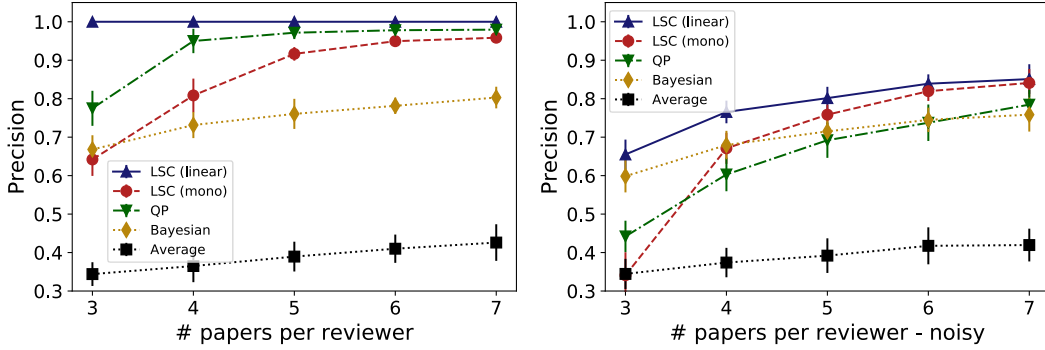 1.0
0.9
0.8
0.7
0.6
0.5
0.4
0.3
Precision
LSC (linear)
LSC (mono)
QP
Bayesian
Average
3 4 5 6 7
# papers per reviewer
1.0
0.9
0.8
0.7
0.6
0.5
0.4
0.3
Precision
LSC (linear)
LSC (mono)
QP
Bayesian
Average
3 4 5 6 7
# papers per reviewer - noisy